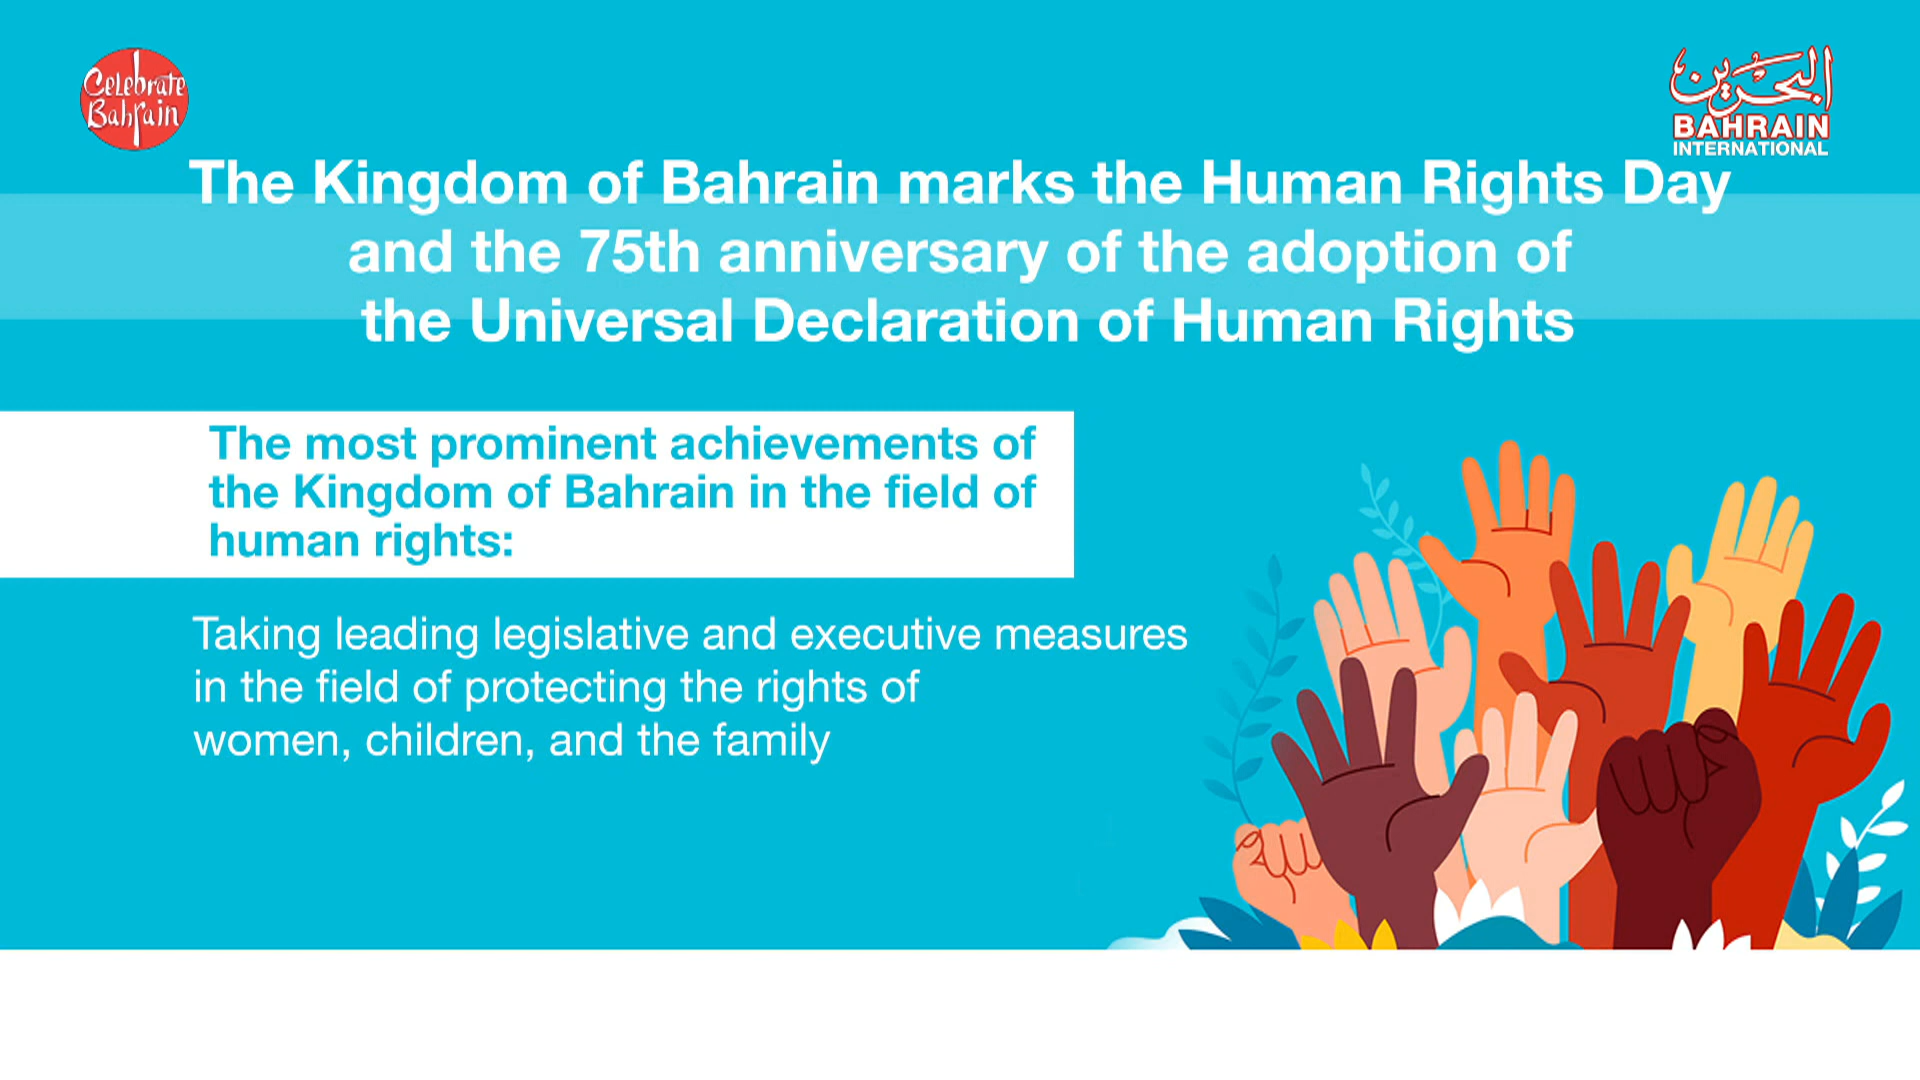 Celebrate
Bahrain
البحرين
BAHRAIN
INTERNATIONAL
The Kingdom of Bahrain marks the Human Rights Day
and the 75th anniversary of the adoption of
the Universal Declaration of Human Rights
The most prominent achievements of
the Kingdom of Bahrain in the field of
human rights:
Taking leading legislative and executive measures
in the field of protecting the rights of
women, children, and the family